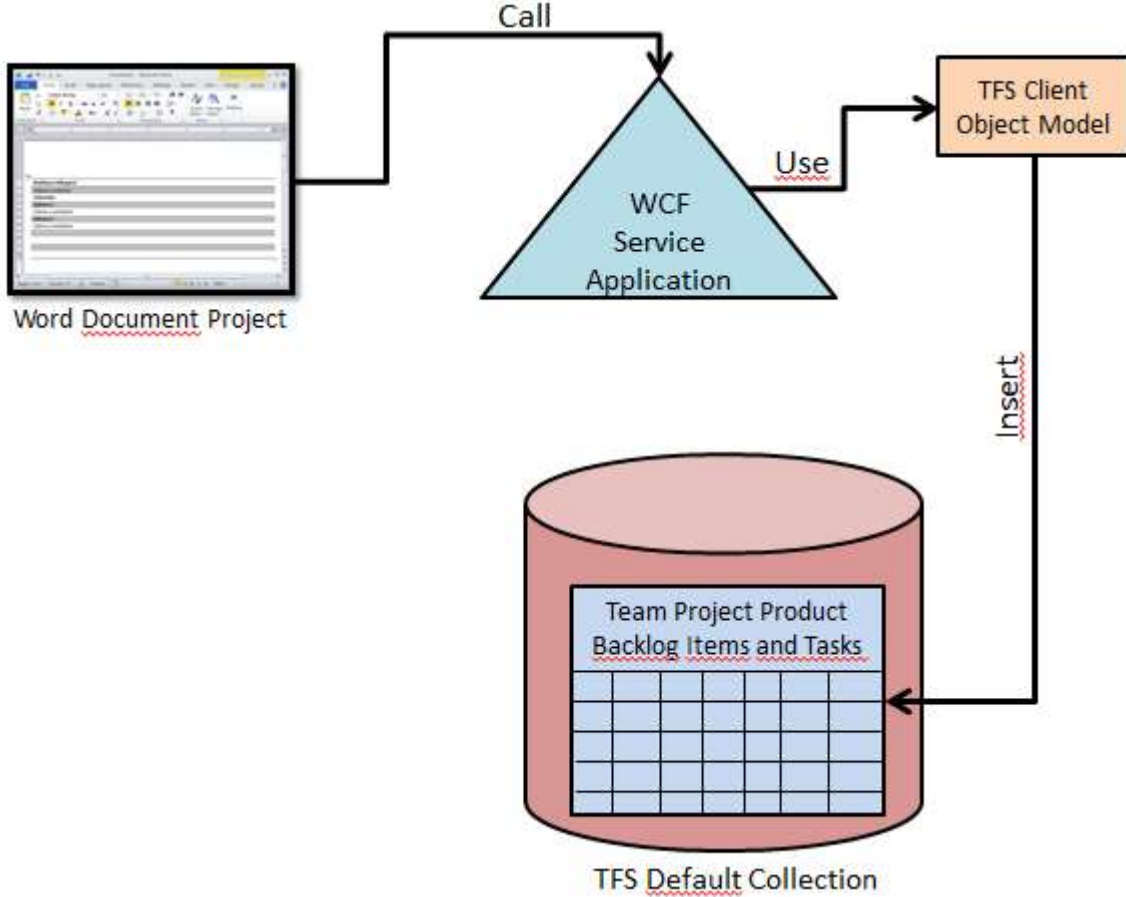 Call
TFS Client
Object Model
Use
WCF
Service
Application
Word Document Project
Insert
Team Project Product
Backlog Items and Tasks
TFS Default Collection